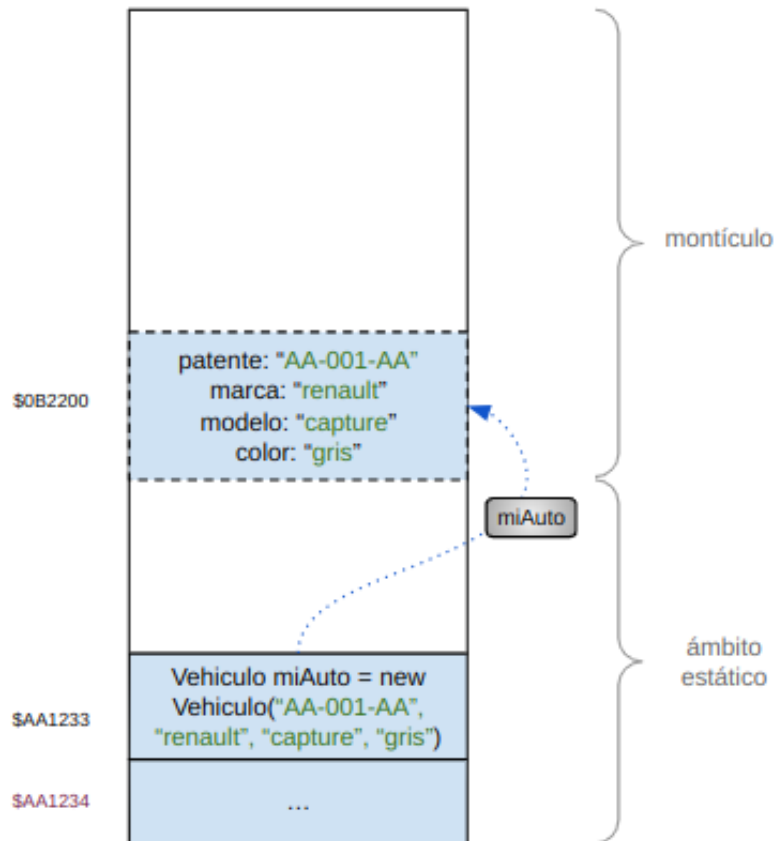 montículo
patente: “AA-001-AA”
marca: “renault”
$0B2200
modelo: “capture”
color: “gris”
miAuto
ámbito
estático
Vehiculo miAuto = new
Vehiculo(“AA-001-AA”,
$AA1233
“renault”, “capture”, “gris”)
$AA1234
...